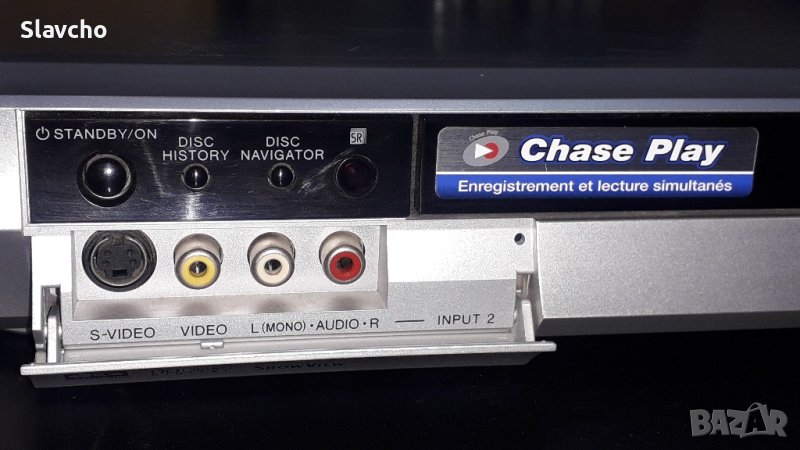 Slavcho
STANDBY/ON
DISC HISTORY
DISC NAVIGATOR
SR
Chase Play
Chase Play
Enregistrement et lecture simultanés
S-VIDEO VIDEO L(MONO)·AUDIO·R — INPUT 2
ShowView
BAZAR